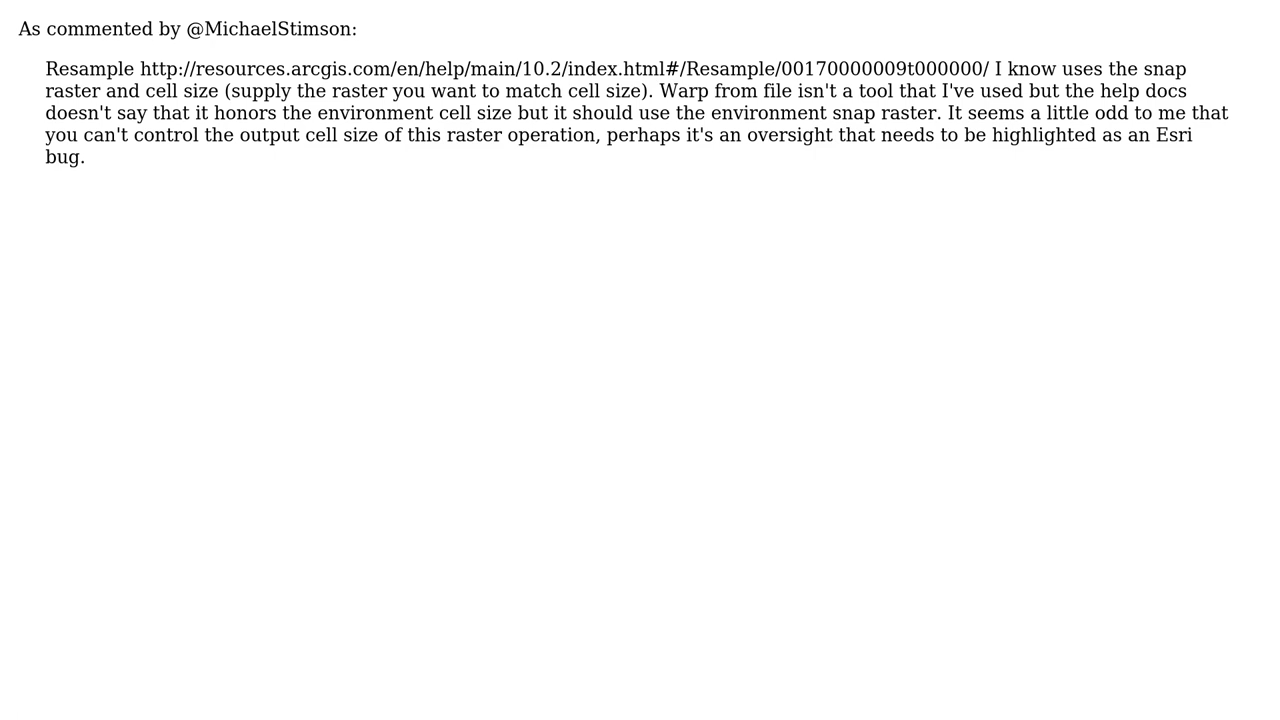 As commented by @MichaelStimson:
Resample http://resources.arcgis.com/en/help/main/10.2/index.html#/Resample/00170000009t000000/ I know uses the snap
raster and cell size (supply the raster you want to match cell size). Warp from file isn't a tool that I've used but the help docs
doesn't say that it honors the environment cell size but it should use the environment snap raster. It seems a little odd to me that
you can't control the output cell size of this raster operation, perhaps it's an oversight that needs to be highlighted as an Esri
bug.